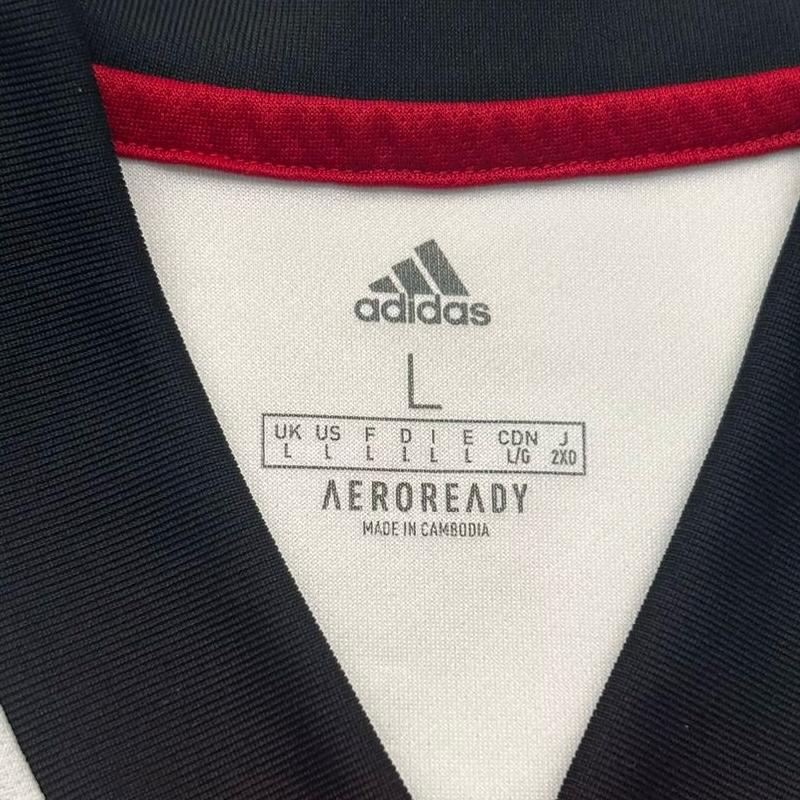 adidas
L
UK US F D I E CDN J
L L L L L L L/G 2XO
AEROREADY
MADE IN CAMBODIA